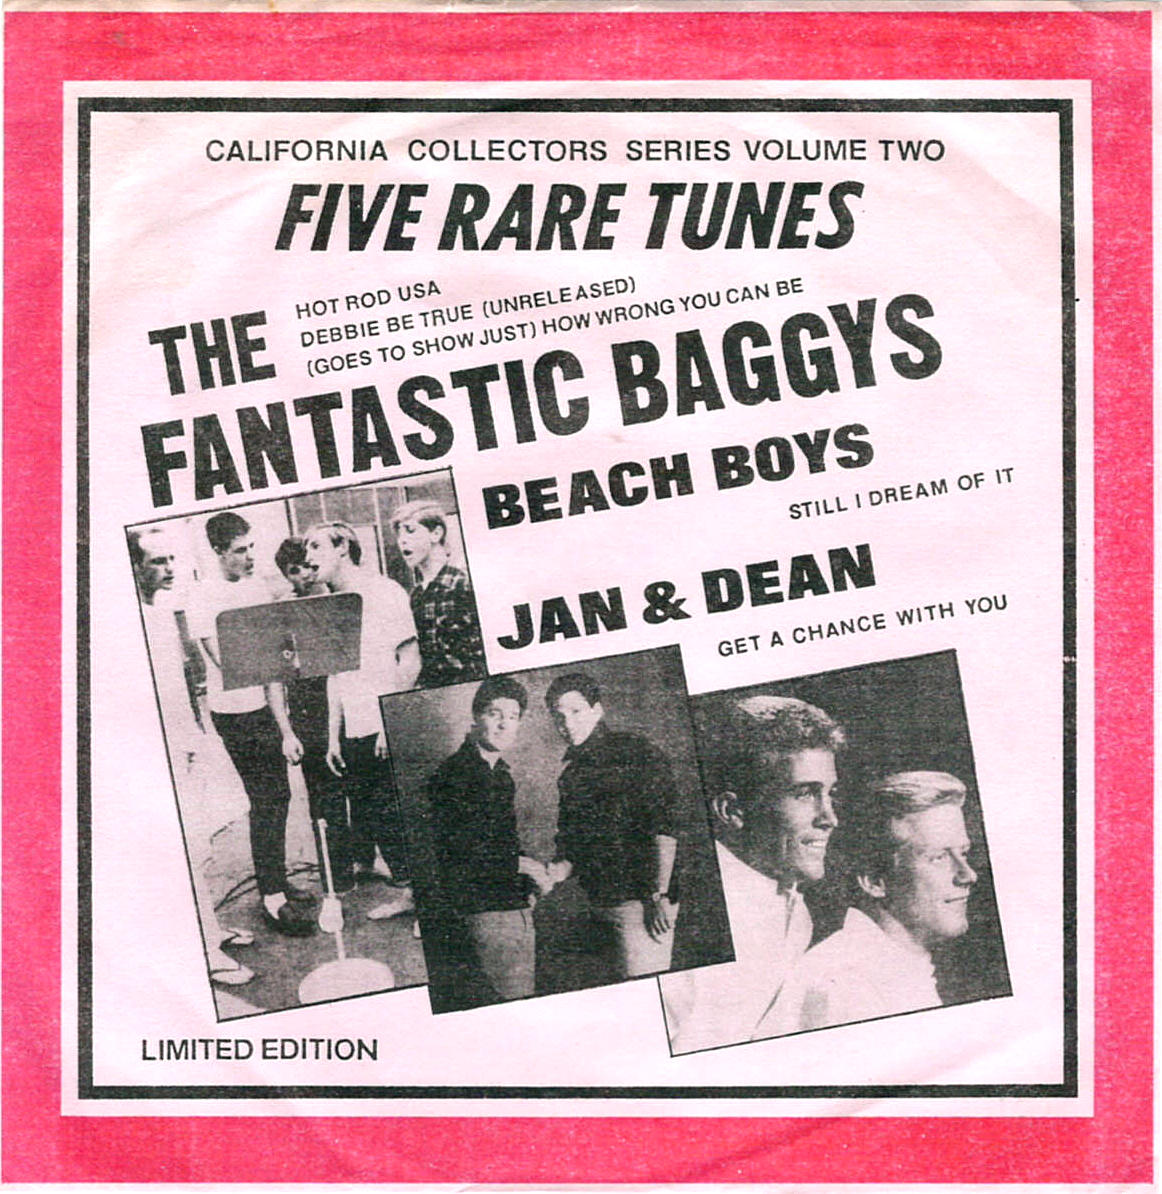 CALIFORNIA COLLECTORS SERIES VOLUME TWO
FIVE RARE TUNES
HOT ROD USA
DEBBIE BE TRUE (UNRELEASED)
(GOES TO SHOW JUST) HOW WRONG YOU CAN BE
THE
FANTASTIC BAGGYS
BEACH BOYS
STILL I DREAM OF IT
JAN & DEAN
GET A CHANCE WITH YOU
LIMITED EDITION